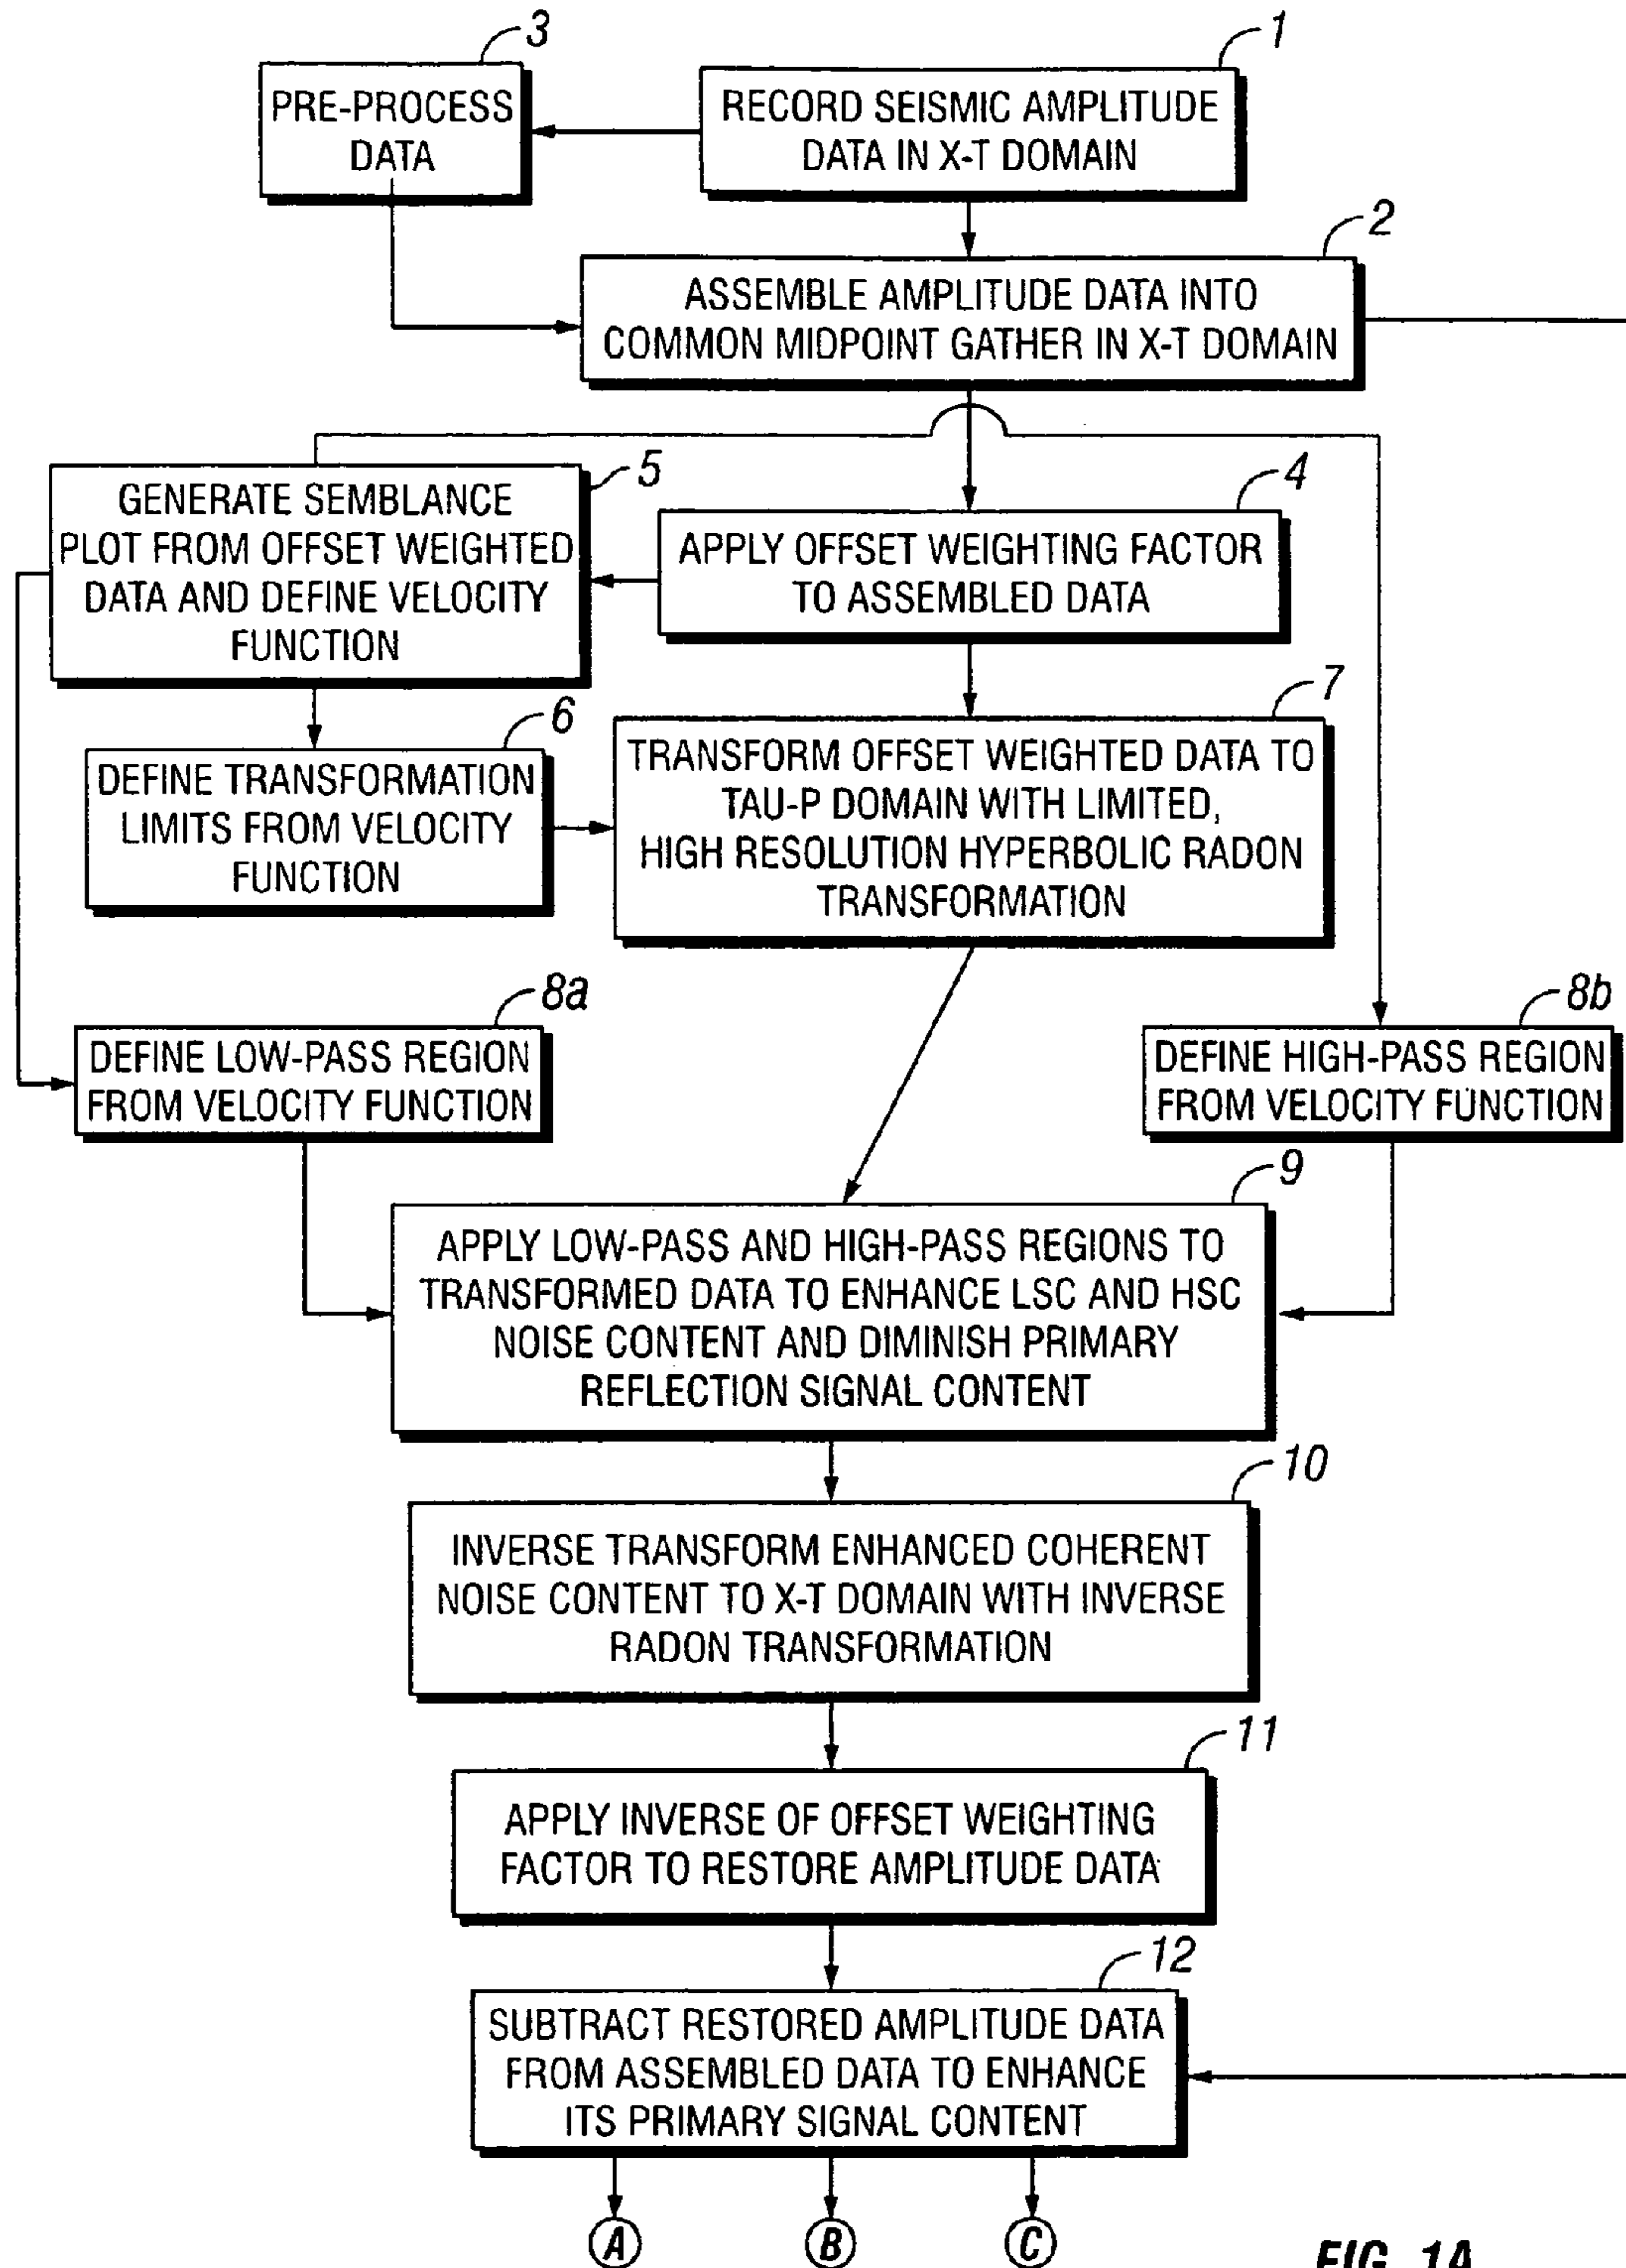 3
PRE-PROCESS
DATA
1
RECORD SEISMIC AMPLITUDE
DATA IN X-T DOMAIN
2
ASSEMBLE AMPLITUDE DATA INTO
COMMON MIDPOINT GATHER IN X-T DOMAIN
5
GENERATE SEMBLANCE
PLOT FROM OFFSET WEIGHTED
DATA AND DEFINE VELOCITY
FUNCTION
4
APPLY OFFSET WEIGHTING FACTOR
TO ASSEMBLED DATA
6
DEFINE TRANSFORMATION
LIMITS FROM VELOCITY
FUNCTION
7
TRANSFORM OFFSET WEIGHTED DATA TO
TAU-P DOMAIN WITH LIMITED,
HIGH RESOLUTION HYPERBOLIC RADON
TRANSFORMATION
8a
DEFINE LOW-PASS REGION
FROM VELOCITY FUNCTION
8b
DEFINE HIGH-PASS REGION
FROM VELOCITY FUNCTION
9
APPLY LOW-PASS AND HIGH-PASS REGIONS TO
TRANSFORMED DATA TO ENHANCE LSC AND HSC
NOISE CONTENT AND DIMINISH PRIMARY
REFLECTION SIGNAL CONTENT
10
INVERSE TRANSFORM ENHANCED COHERENT
NOISE CONTENT TO X-T DOMAIN WITH INVERSE
RADON TRANSFORMATION
11
APPLY INVERSE OF OFFSET WEIGHTING
FACTOR TO RESTORE AMPLITUDE DATA
12
SUBTRACT RESTORED AMPLITUDE DATA
FROM ASSEMBLED DATA TO ENHANCE
ITS PRIMARY SIGNAL CONTENT
A
B
C
FIG. 1A